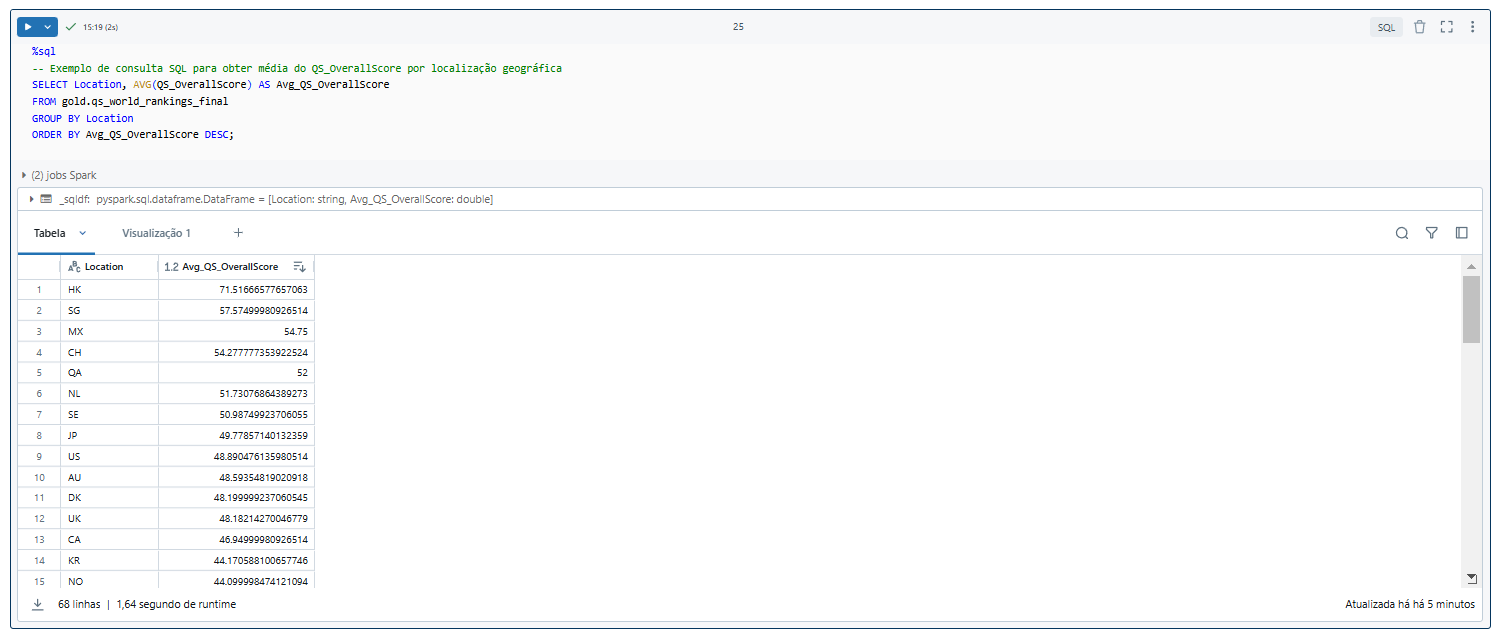 15:19 (2s)
25
SQL
%sql
-- Exemplo de consulta SQL para obter média do QS_OverallScore por localização geográfica
SELECT Location, AVG(QS_OverallScore) AS Avg_QS_OverallScore
FROM gold.qs_world_rankings_final
GROUP BY Location
ORDER BY Avg_QS_OverallScore DESC;
(2) jobs Spark
_sqldf: pyspark.sql.dataframe.DataFrame = [Location: string, Avg_QS_OverallScore: double]
Tabela Visualização 1 +
ABC Location 1.2 Avg_QS_OverallScore
1 HK 71.51666577657063
2 SG 57.57499980926514
3 MX 54.75
4 CH 54.277777353922524
5 QA 52
6 NL 51.73076864389273
7 SE 50.98749923706055
8 JP 49.77857140132359
9 US 48.890476135980514
10 AU 48.59354819020918
11 DK 48.199999237060545
12 UK 48.18214270046779
13 CA 46.94999980926514
14 KR 44.170588100657746
15 NO 44.099998474121094
68 linhas | 1,64 segundo de runtime
Atualizada há há 5 minutos